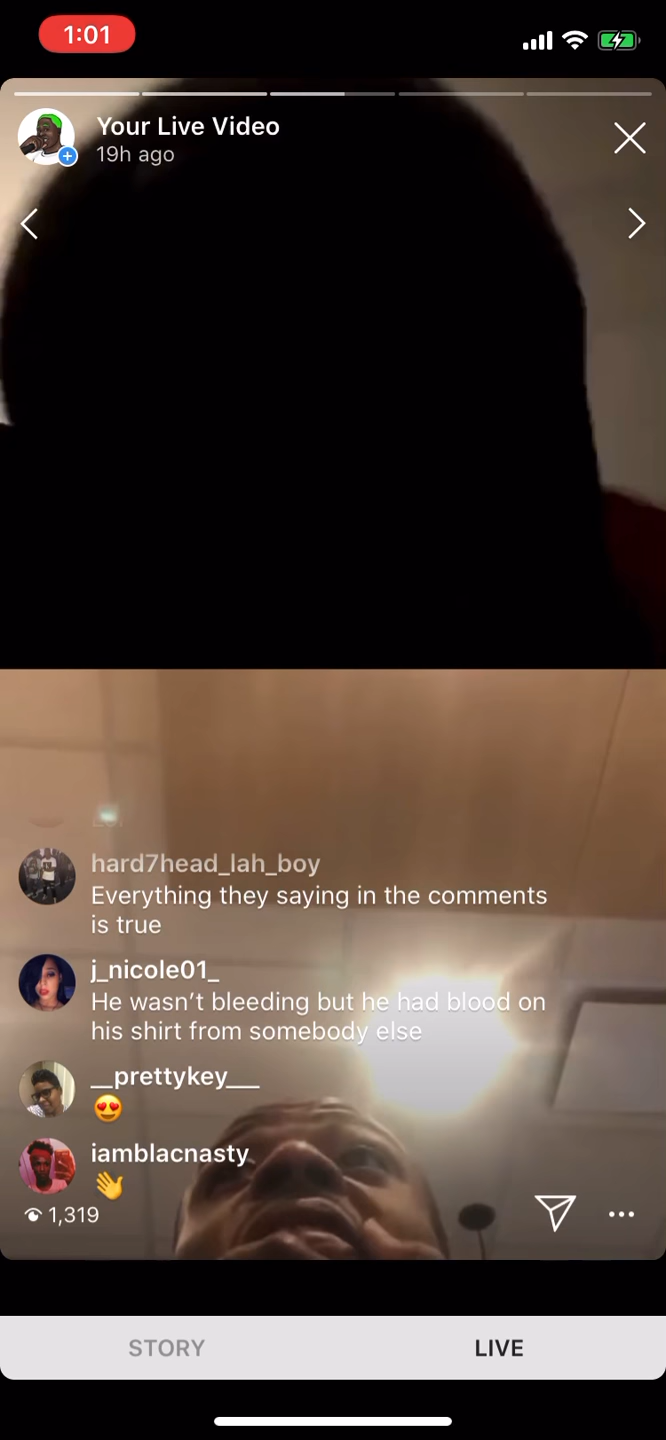 1:01
Your Live Video
19h ago
hard7head_lah_boy
Everything they saying in the comments
is true
j_nicole01_
He wasn't bleeding but he had blood on
his shirt from somebody else
__prettykey___
😍
iamblacnasty
👋
1,319
STORY
LIVE